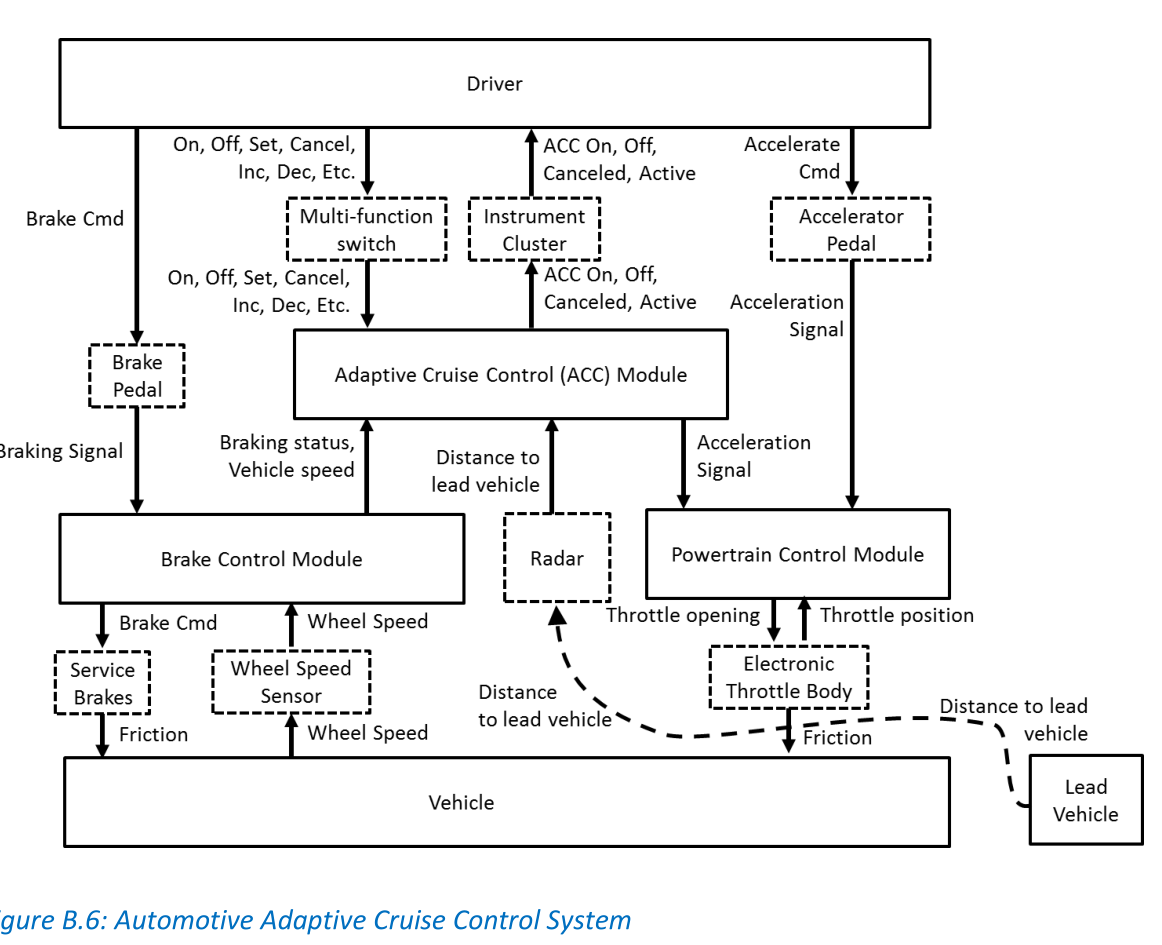 Driver
On, Off, Set, Cancel,
Inc, Dec, Etc.
ACC On, Off,
Canceled, Active
Accelerate
Cmd
Brake Cmd
Multi-function
switch
Instrument
Cluster
Accelerator
Pedal
On, Off, Set, Cancel,
Inc, Dec, Etc.
ACC On, Off,
Canceled, Active
Acceleration
Signal
Brake
Pedal
Adaptive Cruise Control (ACC) Module
Braking Signal
Braking status,
Vehicle speed
Distance to
lead vehicle
Acceleration
Signal
Brake Control Module
Radar
Powertrain Control Module
Brake Cmd
Wheel Speed
Throttle opening
Throttle position
Service
Brakes
Wheel Speed
Sensor
Electronic
Throttle Body
Distance
to lead vehicle
Distance to lead
vehicle
Friction
Wheel Speed
Friction
Vehicle
Lead
Vehicle
gure B.6: Automotive Adaptive Cruise Control System